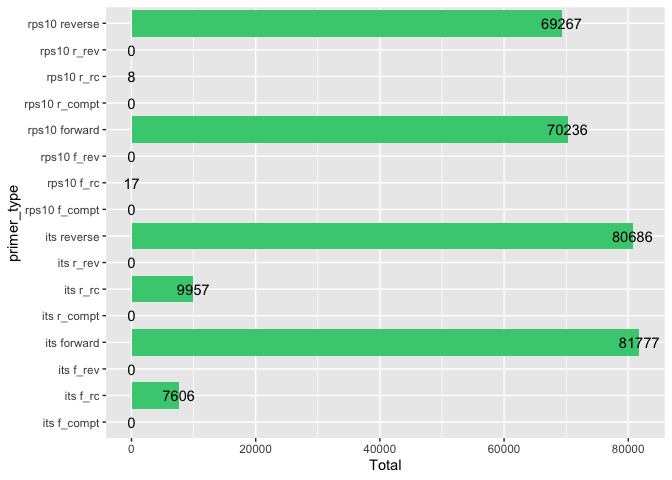 rps10 reverse 69267
rps10 r_rev 0
rps10 r_rc 8
rps10 r_compt 0
rps10 forward 70236
rps10 f_rev 0
rps10 f_rc 17
rps10 f_compt 0
its reverse 80686
its r_rev 0
its r_rc 9957
its r_compt 0
its forward 81777
its f_rev 0
its f_rc 7606
its f_compt 0
primer_type
0 20000 40000 60000 80000
Total